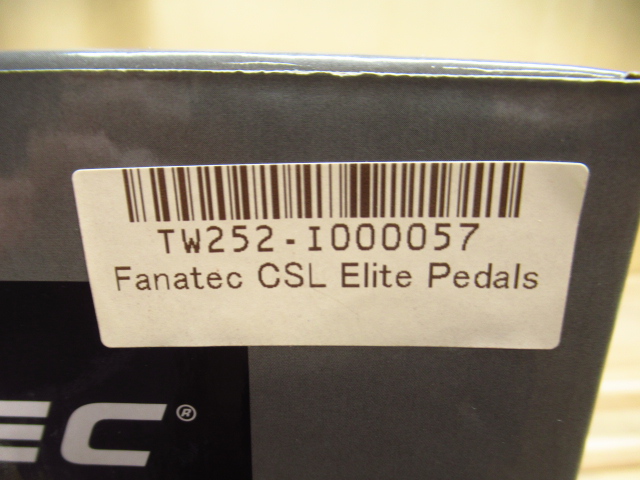 TW252-I000057
Fanatec CSL Elite Pedals
EC®